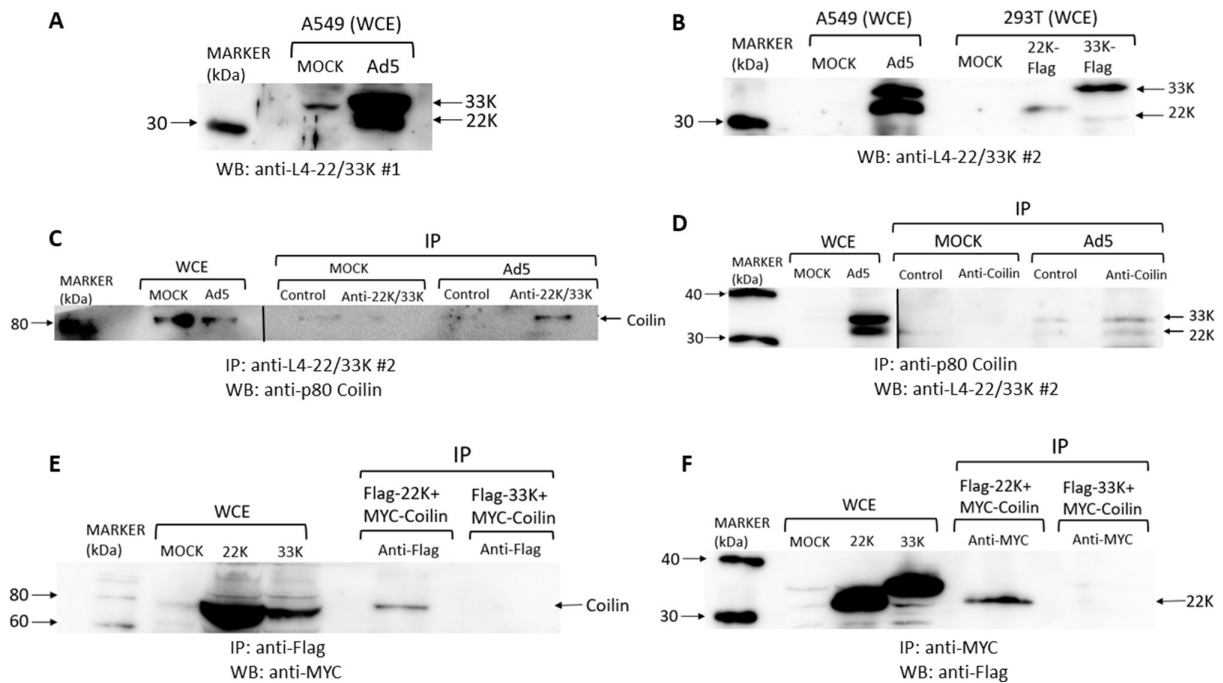 A
A549 (WCE)
MARKER
(kDa)
MOCK
Ad5
33K
22K
30
WB: anti-L4-22/33K #1
B
A549 (WCE)
293T (WCE)
MARKER
(kDa)
MOCK
Ad5
MOCK
22K-
Flag
33K-
Flag
33K
22K
30
WB: anti-L4-22/33K #2
C
IP
WCE
MOCK
Ad5
MARKER
(kDa)
MOCK
Ad5
Control
Anti-22K/33K
Control
Anti-22K/33K
80
Coilin
IP: anti-L4-22/33K #2
WB: anti-p80 Coilin
D
IP
WCE
MOCK
Ad5
MARKER
(kDa)
MOCK
Ad5
Control
Anti-Coilin
Control
Anti-Coilin
40
33K
22K
30
IP: anti-p80 Coilin
WB: anti-L4-22/33K #2
E
IP
Flag-22K+
MYC-Coilin
Flag-33K+
MYC-Coilin
WCE
MARKER
(kDa)
MOCK
22K
33K
Anti-Flag
Anti-Flag
80
60
Coilin
IP: anti-Flag
WB: anti-MYC
F
IP
Flag-22K+
MYC-Coilin
Flag-33K+
MYC-Coilin
WCE
MARKER
(kDa)
MOCK
22K
33K
Anti-MYC
Anti-MYC
40
30
22K
IP: anti-MYC
WB: anti-Flag